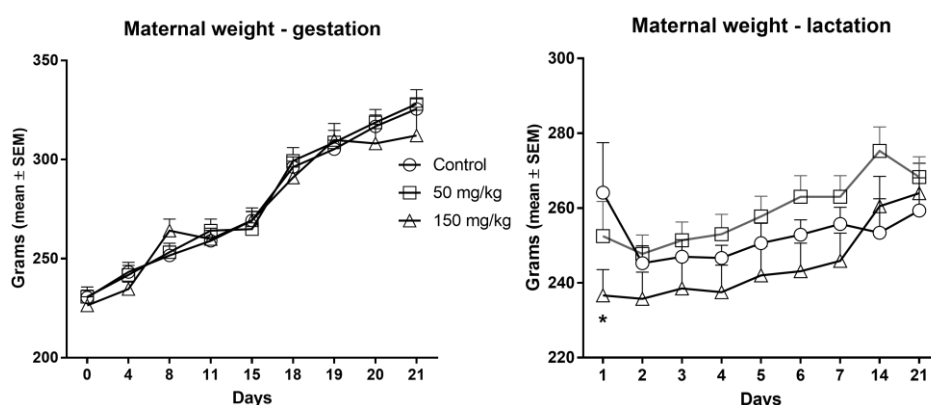 Maternal weight - gestation
Grams (mean ± SEM)
350
300
250
200
0 4 8 11 15 18 19 20 21
Days
Control
50 mg/kg
150 mg/kg
Maternal weight - lactation
Grams (mean ± SEM)
300
280
260
240
220
*
1 2 3 4 5 6 7 14 21
Days